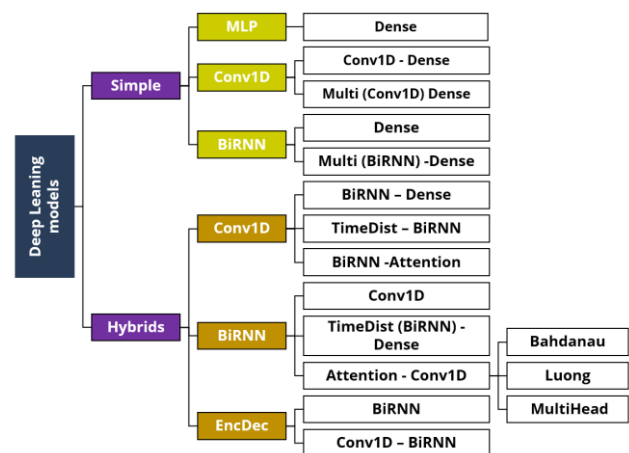 Deep Leaning
models
Simple
MLP
Dense
Conv1D
Conv1D - Dense
Multi (Conv1D) Dense
BiRNN
Dense
Multi (BiRNN) -Dense
Hybrids
Conv1D
BiRNN – Dense
TimeDist – BiRNN
BiRNN -Attention
BiRNN
Conv1D
TimeDist (BiRNN) -
Dense
Attention - Conv1D
Bahdanau
Luong
MultiHead
EncDec
BiRNN
Conv1D – BiRNN